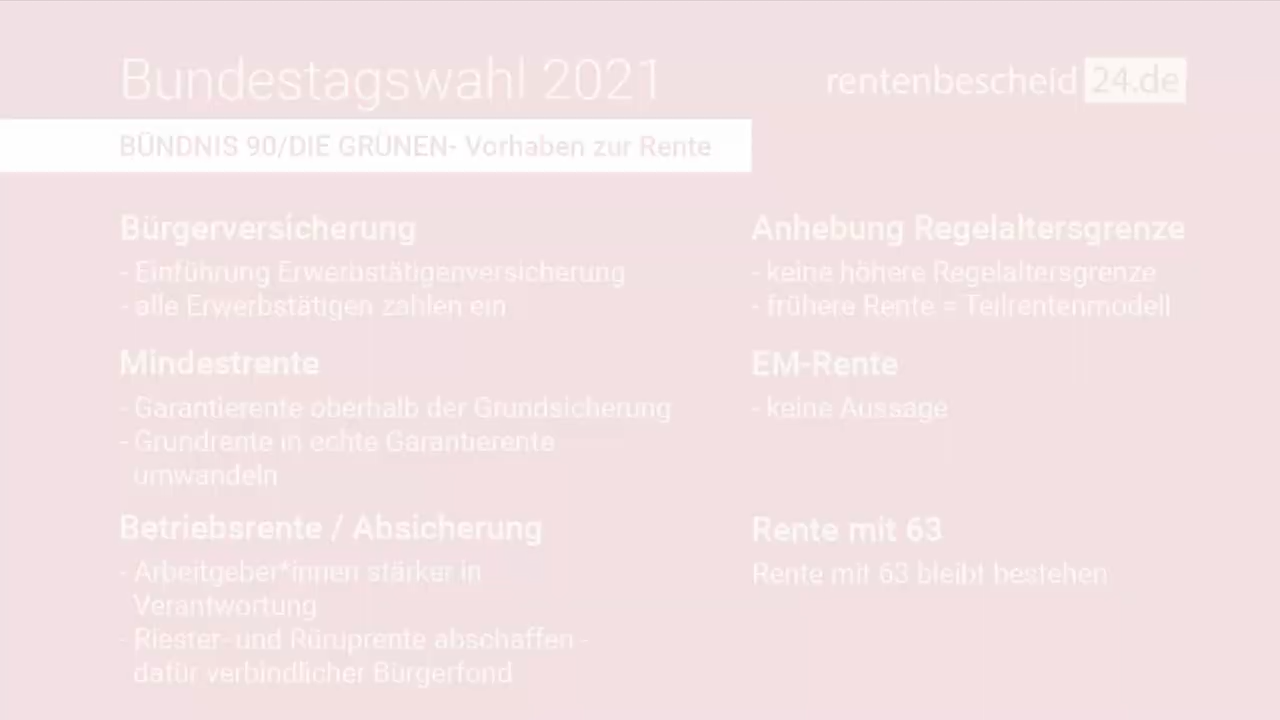 Bundestagswahl 2021
rentenbescheid 24.de
BÜNDNIS 90/DIE GRÜNEN- Vorhaben zur Rente
Bürgerversicherung
- Einführung Erwerbstätigenversicherung
- alle Erwerbstätigen zahlen ein
Mindestrente
- Garantierente oberhalb der Grundsicherung
- Grundrente in echte Garantierente
umwandeln
Betriebsrente / Absicherung
- Arbeitgeber*innen stärker in
Verantwortung
- Riester- und Rüruprente abschaffen -
dafür verbindlicher Bürgerfond
Anhebung Regelaltersgrenze
- keine höhere Regelaltersgrenze
- frühere Rente = Teilrentenmodell
EM-Rente
- keine Aussage
Rente mit 63
Rente mit 63 bleibt bestehen